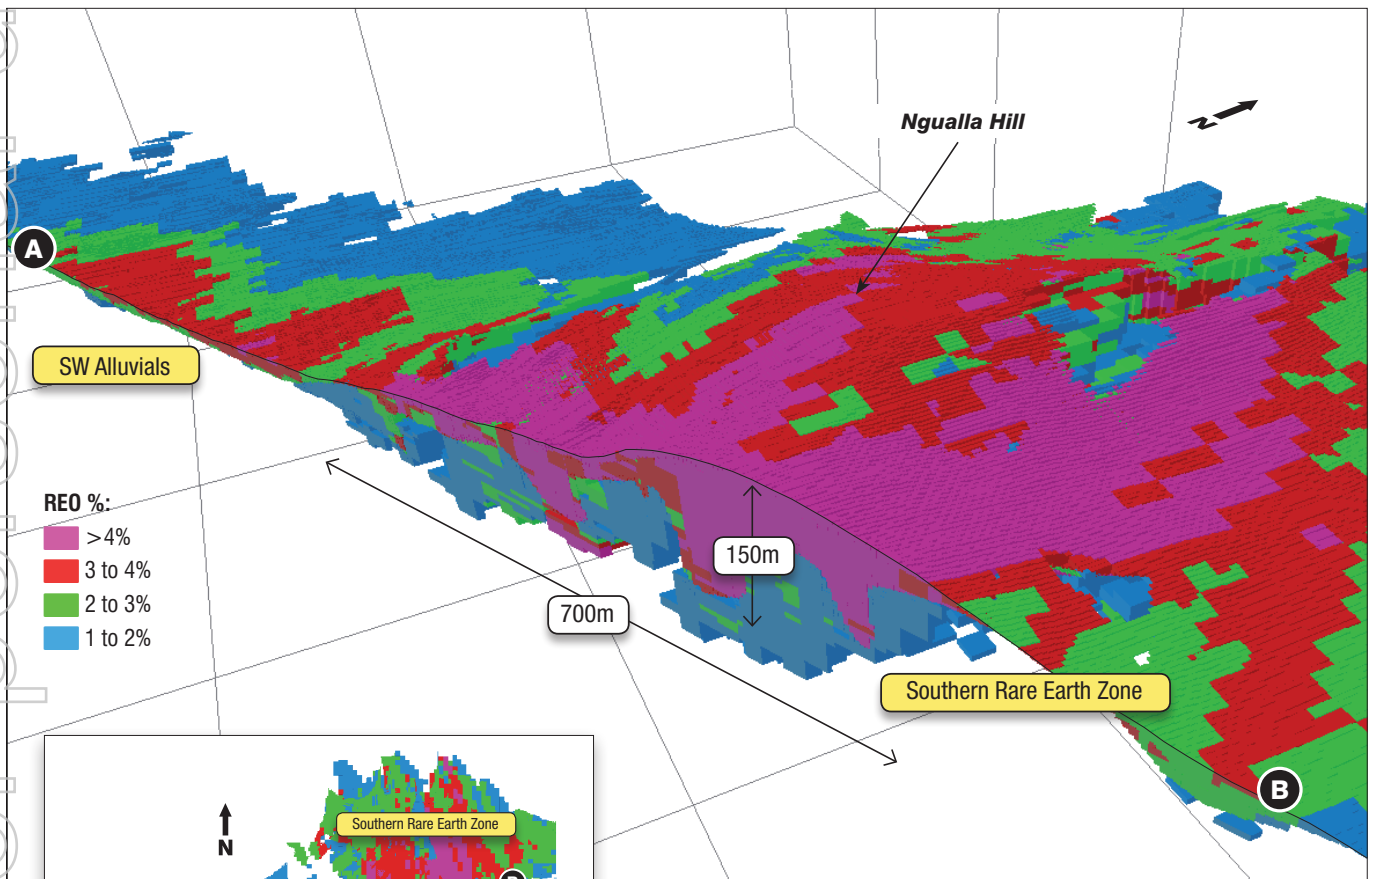 Ngualla Hill
N
A
SW Alluvials
REO %:
>4%
3 to 4%
2 to 3%
1 to 2%
150m
700m
Southern Rare Earth Zone
B
Southern Rare Earth Zone
N